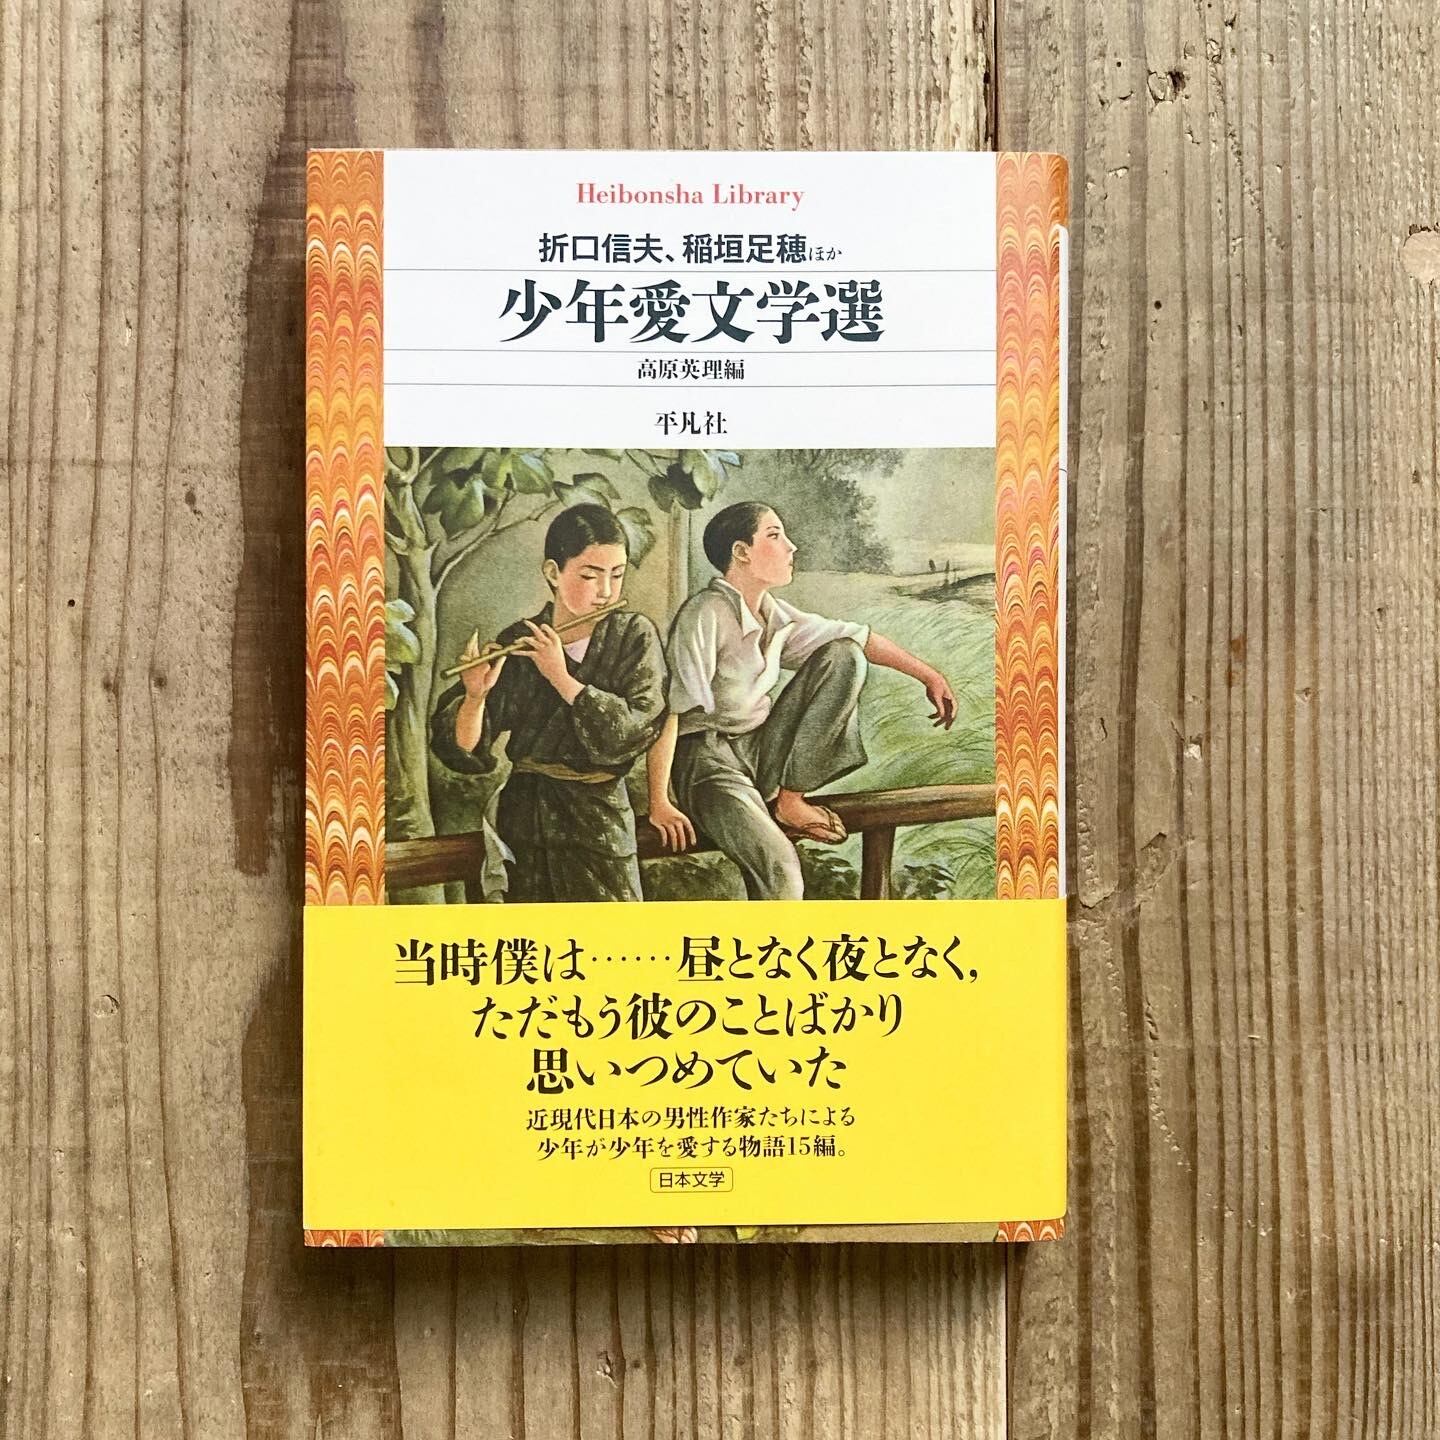 Heibonsha Library
折口信夫、稲垣足穂ほか
少年愛文学選
高原英理編
平凡社
当時僕は……昼となく夜となく，
ただもう彼のことばかり
思いつめていた
近現代日本の男性作家たちによる
少年が少年を愛する物語15編。
日本文学